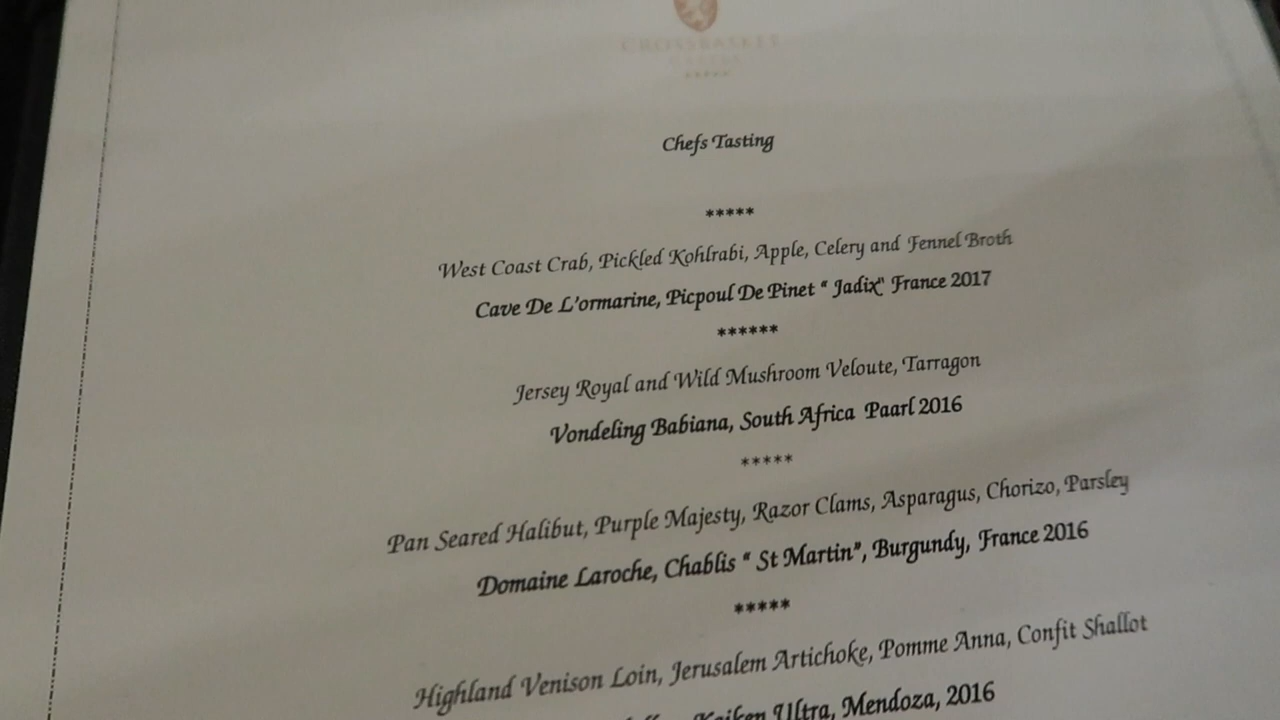 CROSSBASKET
CASTLE
*****
Chefs Tasting
*****
West Coast Crab, Pickled Kohlrabi, Apple, Celery and Fennel Broth
Cave De L'ormarine, Picpoul De Pinet “ Jadix” France 2017
******
Jersey Royal and Wild Mushroom Veloute, Tarragon
Vondeling Babiana, South Africa Paarl 2016
*****
Pan Seared Halibut, Purple Majesty, Razor Clams, Asparagus, Chorizo, Parsley
Domaine Laroche, Chablis “ St Martin”, Burgundy, France 2016
*****
Highland Venison Loin, Jerusalem Artichoke, Pomme Anna, Confit Shallot
Kaiken Ultra, Mendoza, 2016